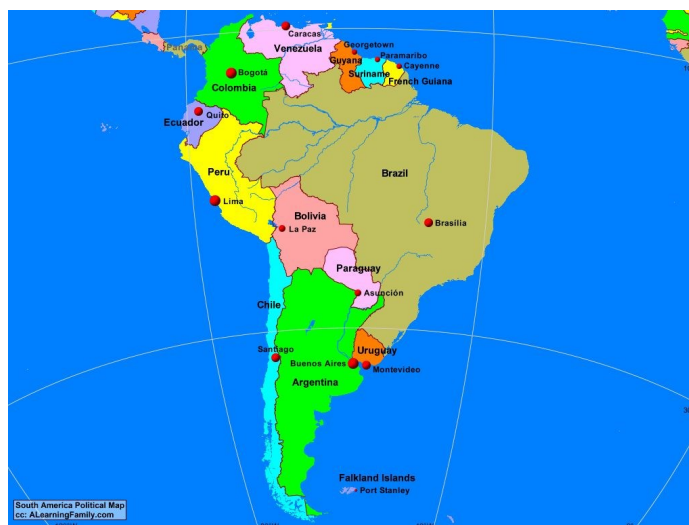 Caracas
Venezuela
Georgetown
Paramaribo
Guyana
Cayenne
Suriname
French Guiana
Panama
Bogotá
Colombia
Quito
Ecuador
Peru
Brazil
Lima
Bolivia
La Paz
Brasília
Paraguay
Asunción
Chile
Santiago
Uruguay
Buenos Aires
Montevideo
Argentina
Falkland Islands
Port Stanley
South America Political Map
cc: ALearningFamily.com